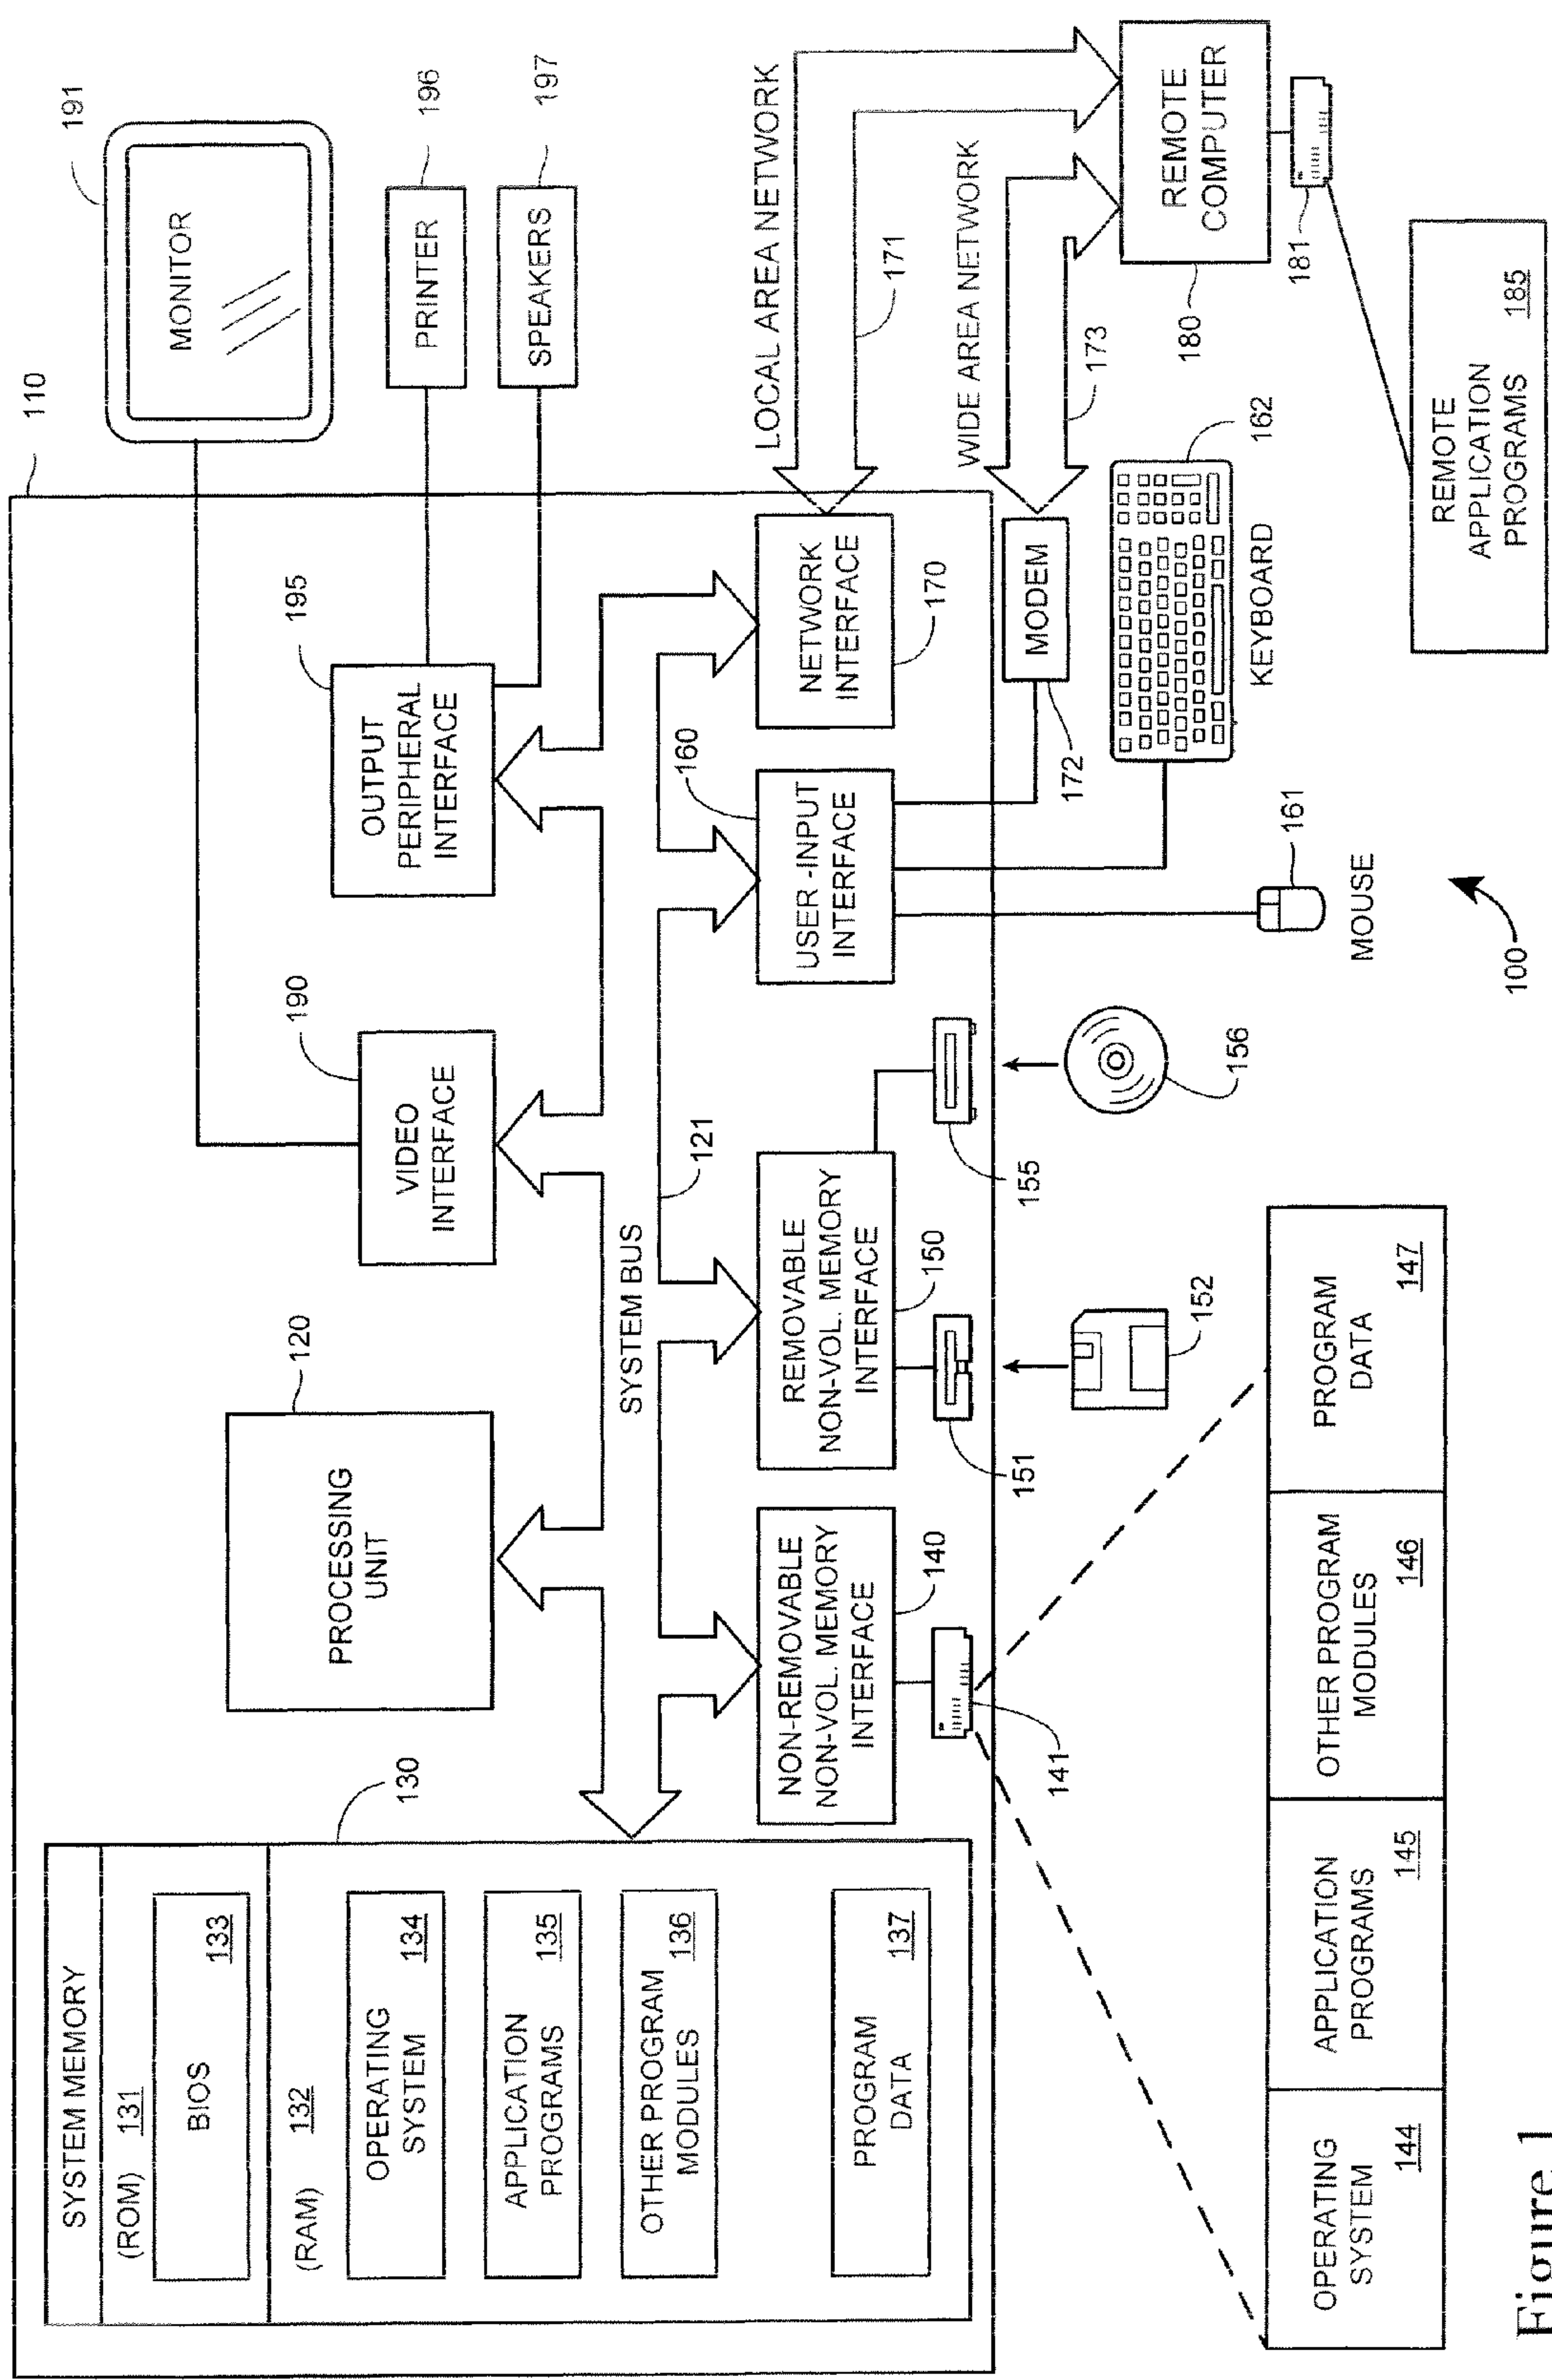 110
191
MONITOR
196
PRINTER
197
SPEAKERS
SYSTEM MEMORY
(ROM) 131
BIOS
133
(RAM) 132
OPERATING
SYSTEM
134
APPLICATION
PROGRAMS
135
OTHER PROGRAM
MODULES
136
PROGRAM
DATA
137
130
PROCESSING
UNIT
120
VIDEO
INTERFACE
190
OUTPUT
PERIPHERAL
INTERFACE
195
SYSTEM BUS
121
NON-REMOVABLE
NON-VOL. MEMORY
INTERFACE
140
141
REMOVABLE
NON-VOL. MEMORY
INTERFACE
150
151
155
152
156
USER -INPUT
INTERFACE
160
NETWORK
INTERFACE
170
LOCAL AREA NETWORK
171
WIDE AREA NETWORK
173
MODEM
172
162
KEYBOARD
161
MOUSE
REMOTE
COMPUTER
180
181
REMOTE
APPLICATION
PROGRAMS
185
OPERATING
SYSTEM
144
APPLICATION
PROGRAMS
145
OTHER PROGRAM
MODULES
146
PROGRAM
DATA
147
100
Figure 1